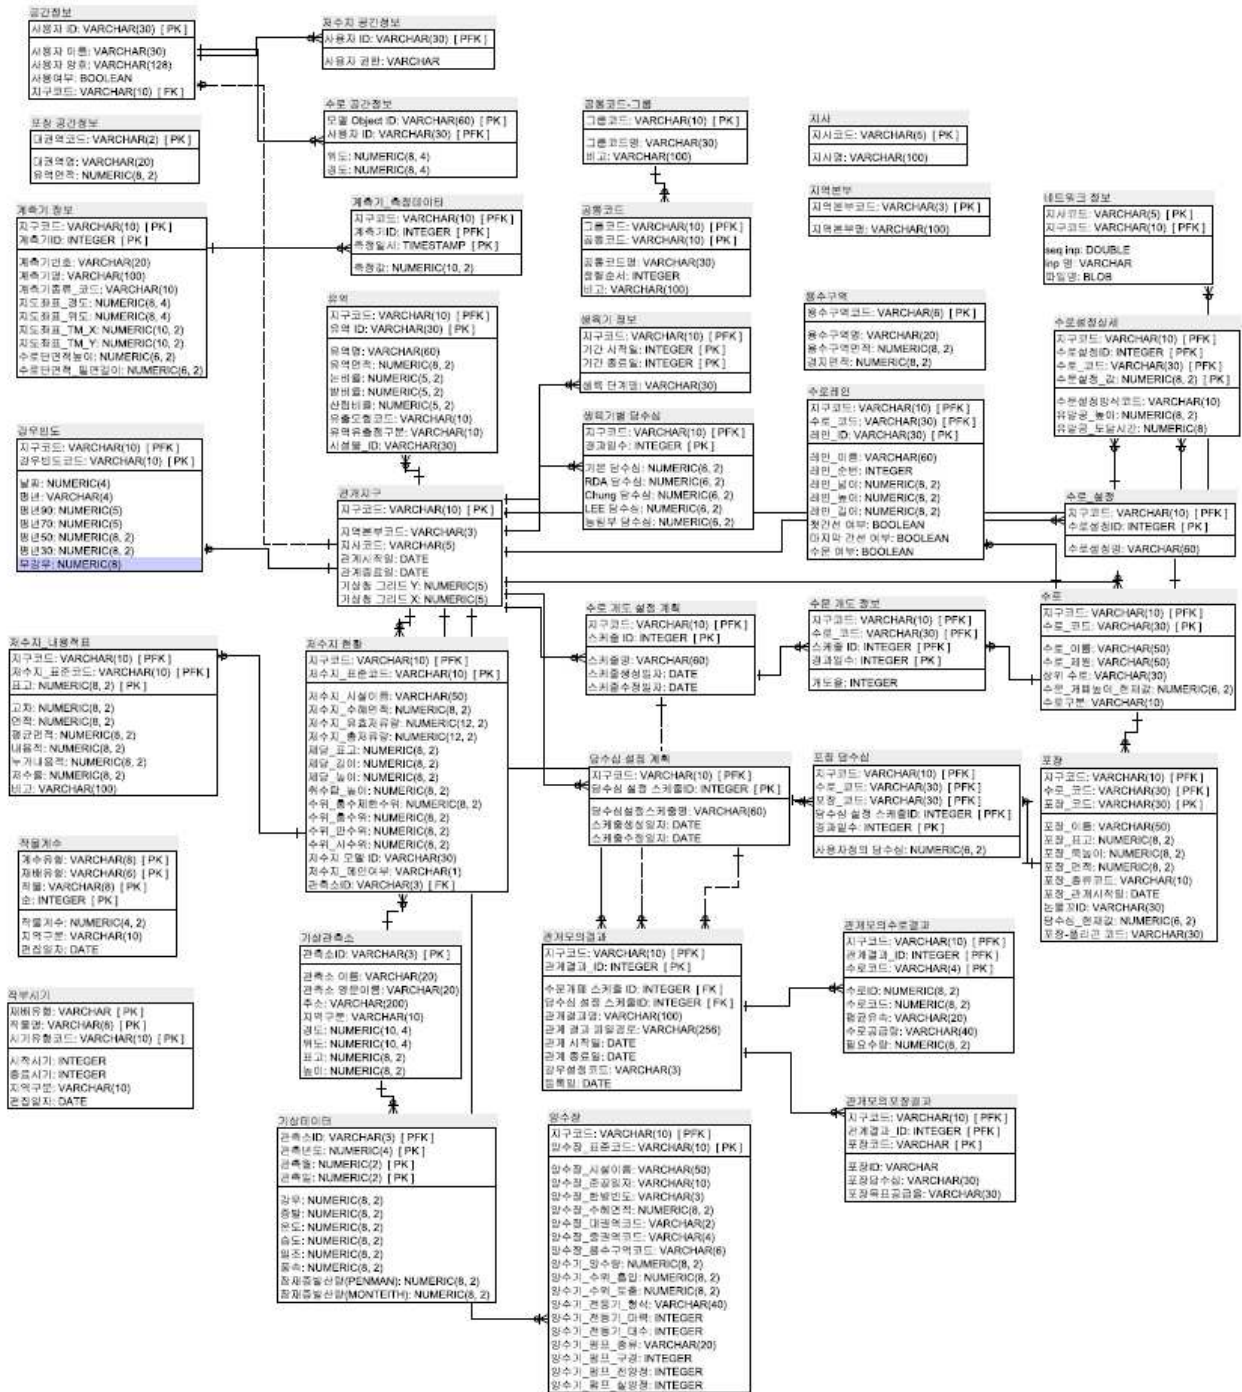 공간정보
사용자 ID: VARCHAR(30) [ PK ]
사용자 이름: VARCHAR(30)
사용자 암호: VARCHAR(128)
사용여부: BOOLEAN
지구코드: VARCHAR(10) [ FK ]
포장 공간정보
대권역코드: VARCHAR(2) [ PK ]
대권역명: VARCHAR(20)
유역면적: NUMERIC(8, 2)
계측기 정보
지구코드: VARCHAR(10) [ PK ]
계측기ID: INTEGER [ PK ]
계측기번호: VARCHAR(20)
계측기명: VARCHAR(100)
계측기종류_코드: VARCHAR(10)
지도좌표_경도: NUMERIC(8, 4)
지도좌표_위도: NUMERIC(8, 4)
지도좌표_TM_X: NUMERIC(10, 2)
지도좌표_TM_Y: NUMERIC(10, 2)
수로단면적높이: NUMERIC(6, 2)
수로단면적_밑면길이: NUMERIC(6, 2)
강우빈도
지구코드: VARCHAR(10) [ PFK ]
강우빈도코드: VARCHAR(10) [ PK ]
날짜: NUMERIC(4)
평년: VARCHAR(4)
평년90: NUMERIC(5)
평년70: NUMERIC(5)
평년50: NUMERIC(8, 2)
평년30: NUMERIC(8, 2)
무강우: NUMERIC(8)
저수지_내용적표
지구코드: VARCHAR(10) [ PFK ]
저수지_표준코드: VARCHAR(10) [ PFK ]
표고: NUMERIC(8, 2) [ PK ]
고차: NUMERIC(8, 2)
면적: NUMERIC(8, 2)
평균면적: NUMERIC(8, 2)
내용적: NUMERIC(8, 2)
누가내용적: NUMERIC(8, 2)
저수율: NUMERIC(8, 2)
비고: VARCHAR(100)
작물계수
계수유형: VARCHAR(8) [ PK ]
재배유형: VARCHAR(6) [ PK ]
작물: VARCHAR(8) [ PK ]
순: INTEGER [ PK ]
작물계수: NUMERIC(4, 2)
지역구분: VARCHAR(10)
편집일자: DATE
작부시기
재배유형: VARCHAR [ PK ]
작물명: VARCHAR(8) [ PK ]
시기유형코드: VARCHAR(10) [ PK ]
시작시기: INTEGER
종료시기: INTEGER
지역구분: VARCHAR(10)
편집일자: DATE
저수지 공간정보
사용자 ID: VARCHAR(30) [ PFK ]
사용자 권한: VARCHAR
수로 공간정보
모델 Object ID: VARCHAR(60) [ PK ]
사용자 ID: VARCHAR(30) [ PFK ]
위도: NUMERIC(8, 4)
경도: NUMERIC(8, 4)
계측기_측정데이타
지구코드: VARCHAR(10) [ PFK ]
계측기ID: INTEGER [ PFK ]
측정일시: TIMESTAMP [ PK ]
측정값: NUMERIC(10, 2)
유역
지구코드: VARCHAR(10) [ PFK ]
유역 ID: VARCHAR(30) [ PK ]
유역명: VARCHAR(60)
유역면적: NUMERIC(8, 2)
논비율: NUMERIC(5, 2)
밭비율: NUMERIC(5, 2)
산림비율: NUMERIC(5, 2)
유출모형코드: VARCHAR(10)
유역유출점구분: VARCHAR(10)
시설물_ID: VARCHAR(30)
관개지구
지구코드: VARCHAR(10) [ PK ]
지역본부코드: VARCHAR(3)
지사코드: VARCHAR(5)
관계시작일: DATE
관계종료일: DATE
기상청 그리드 Y: NUMERIC(5)
기상청 그리드 X: NUMERIC(5)
저수지 현황
지구코드: VARCHAR(10) [ PFK ]
저수지_표준코드: VARCHAR(10) [ PK ]
저수지_시설이름: VARCHAR(50)
저수지_수혜면적: NUMERIC(8, 2)
저수지_유효저류량: NUMERIC(12, 2)
저수지_총저류량: NUMERIC(12, 2)
제당_표고: NUMERIC(8, 2)
제당_길이: NUMERIC(8, 2)
제당_높이: NUMERIC(8, 2)
취수탑_높이: NUMERIC(8, 2)
수위_홍수제한수위: NUMERIC(8, 2)
수위_홍수위: NUMERIC(8, 2)
수위_만수위: NUMERIC(8, 2)
수위_사수위: NUMERIC(8, 2)
저수지 모델 ID: VARCHAR(30)
저수지_메인여부: VARCHAR(1)
관측소ID: VARCHAR(3) [ FK ]
기상관측소
관측소ID: VARCHAR(3) [ PK ]
관측소 이름: VARCHAR(20)
관측소 영문이름: VARCHAR(20)
주소: VARCHAR(200)
지역구분: VARCHAR(10)
경도: NUMERIC(10, 4)
위도: NUMERIC(10, 4)
표고: NUMERIC(8, 2)
높이: NUMERIC(8, 2)
기상데이터
관측소ID: VARCHAR(3) [ PFK ]
관측년도: NUMERIC(4) [ PK ]
관측월: NUMERIC(2) [ PK ]
관측일: NUMERIC(2) [ PK ]
강우: NUMERIC(8, 2)
증발: NUMERIC(8, 2)
온도: NUMERIC(8, 2)
습도: NUMERIC(8, 2)
일조: NUMERIC(8, 2)
풍속: NUMERIC(8, 2)
잠재증발산량(PENMAN): NUMERIC(8, 2)
잠재증발산량(MONTEITH): NUMERIC(8, 2)
공통코드-그룹
그룹코드: VARCHAR(10) [ PK ]
그룹코드명: VARCHAR(30)
비고: VARCHAR(100)
공통코드
그룹코드: VARCHAR(10) [ PFK ]
공통코드: VARCHAR(10) [ PK ]
공통코드명: VARCHAR(30)
정렬순서: INTEGER
비고: VARCHAR(100)
생육기 정보
지구코드: VARCHAR(10) [ PFK ]
기간 시작일: INTEGER [ PK ]
기간 종료일: INTEGER [ PK ]
생육 단계명: VARCHAR(30)
생육기별 담수심
지구코드: VARCHAR(10) [ PFK ]
경과일수: INTEGER [ PK ]
기본 담수심: NUMERIC(6, 2)
RDA 담수심: NUMERIC(6, 2)
Chung 담수심: NUMERIC(6, 2)
LEE 담수심: NUMERIC(6, 2)
농림부 담수심: NUMERIC(6, 2)
수로 개도 설정 계획
지구코드: VARCHAR(10) [ PFK ]
스케줄 ID: INTEGER [ PK ]
스케줄명: VARCHAR(60)
스케줄생성일자: DATE
스케줄수정일자: DATE
담수심 설정 계획
지구코드: VARCHAR(10) [ PFK ]
담수심 설정 스케줄ID: INTEGER [ PK ]
담수심설정스케줄명: VARCHAR(60)
스케줄생성일자: DATE
스케줄수정일자: DATE
관개모의결과
지구코드: VARCHAR(10) [ PFK ]
관계결과_ID: INTEGER [ PK ]
수문개폐 스케줄 ID: INTEGER [ FK ]
담수심 설정 스케줄ID: INTEGER [ FK ]
관개결과명: VARCHAR(100)
관계 결과 파일경로: VARCHAR(256)
관계 시작일: DATE
관계 종료일: DATE
강우설정코드: VARCHAR(3)
등록일: DATE
양수장
지구코드: VARCHAR(10) [ PFK ]
양수장_표준코드: VARCHAR(10) [ PK ]
양수장_시설이름: VARCHAR(50)
양수장_준공일자: VARCHAR(10)
양수장_한발빈도: VARCHAR(3)
양수장_수혜면적: NUMERIC(8, 2)
양수장_대권역코드: VARCHAR(2)
양수장_중권역코드: VARCHAR(4)
양수장_용수구역코드: VARCHAR(6)
양수기_양수량: NUMERIC(8, 2)
양수기_수위_흡입: NUMERIC(8, 2)
양수기_수위_토출: NUMERIC(8, 2)
양수기_전동기_형식: VARCHAR(40)
양수기_전동기_마력: INTEGER
양수기_전동기_대수: INTEGER
양수기_펌프_종류: VARCHAR(20)
양수기_펌프_구경: INTEGER
양수기_펌프_전양정: INTEGER
양수기_펌프_실양정: INTEGER
지사
지사코드: VARCHAR(5) [ PK ]
지사명: VARCHAR(100)
지역본부
지역본부코드: VARCHAR(3) [ PK ]
지역본부명: VARCHAR(100)
용수구역
용수구역코드: VARCHAR(6) [ PK ]
용수구역명: VARCHAR(20)
용수구역면적: NUMERIC(8, 2)
경지면적: NUMERIC(8, 2)
수로레인
지구코드: VARCHAR(10) [ PFK ]
수로_코드: VARCHAR(30) [ PFK ]
레인_ID: VARCHAR(30) [ PK ]
레인_이름: VARCHAR(60)
레인_순번: INTEGER
레인_넓이: NUMERIC(8, 2)
레인_높이: NUMERIC(8, 2)
레인_길이: NUMERIC(8, 2)
첫간선 여부: BOOLEAN
마지막 간선 여부: BOOLEAN
수문 여부: BOOLEAN
수문 개도 정보
지구코드: VARCHAR(10) [ PFK ]
수로_코드: VARCHAR(30) [ PFK ]
스케줄 ID: INTEGER [ PFK ]
경과일수: INTEGER [ PK ]
개도율: INTEGER
포장 담수심
지구코드: VARCHAR(10) [ PFK ]
수로_코드: VARCHAR(30) [ PFK ]
포장_코드: VARCHAR(30) [ PFK ]
담수심 설정 스케줄ID: INTEGER [ PFK ]
경과일수: INTEGER [ PK ]
사용자정의 담수심: NUMERIC(6, 2)
관개모의수로결과
지구코드: VARCHAR(10) [ PFK ]
관계결과_ID: INTEGER [ PFK ]
수로코드: VARCHAR(4) [ PK ]
수로ID: NUMERIC(8, 2)
수로코드: NUMERIC(8, 2)
평균유속: VARCHAR(20)
수로공급량: VARCHAR(40)
필요수량: NUMERIC(8, 2)
관개모의포장결과
지구코드: VARCHAR(10) [ PFK ]
관계결과_ID: INTEGER [ PFK ]
포장코드: VARCHAR [ PK ]
포장ID: VARCHAR
포장담수심: VARCHAR(30)
포장목표공급율: VARCHAR(30)
네트워크 정보
지사코드: VARCHAR(5) [ PK ]
지구코드: VARCHAR(10) [ PFK ]
seq inp: DOUBLE
inp 명: VARCHAR
파일명: BLOB
수로설정상세
지구코드: VARCHAR(10) [ PFK ]
수로설정ID: INTEGER [ PFK ]
수로_코드: VARCHAR(30) [ PFK ]
수문설정_값: NUMERIC(8, 2) [ PK ]
수문설정방식코드: VARCHAR(10)
유말공_높이: NUMERIC(8, 2)
유말공_도달시간: NUMERIC(8)
수로_설정
지구코드: VARCHAR(10) [ PFK ]
수로설정ID: INTEGER [ PK ]
수로설정명: VARCHAR(60)
수로
지구코드: VARCHAR(10) [ PFK ]
수로_코드: VARCHAR(30) [ PK ]
수로_이름: VARCHAR(50)
수로_제원: VARCHAR(50)
상위 수로: VARCHAR(30)
수문_개폐높이_현재값: NUMERIC(6, 2)
수로구분: VARCHAR(10)
포장
지구코드: VARCHAR(10) [ PFK ]
수로_코드: VARCHAR(30) [ PFK ]
포장_코드: VARCHAR(30) [ PK ]
포장_이름: VARCHAR(50)
포장_표고: NUMERIC(8, 2)
포장_둑높이: NUMERIC(8, 2)
포장_면적: NUMERIC(8, 2)
포장_종류코드: VARCHAR(10)
포장_관계시작일: DATE
논물꼬ID: VARCHAR(30)
담수심_현재값: NUMERIC(6, 2)
포장-폴리곤 코드: VARCHAR(30)